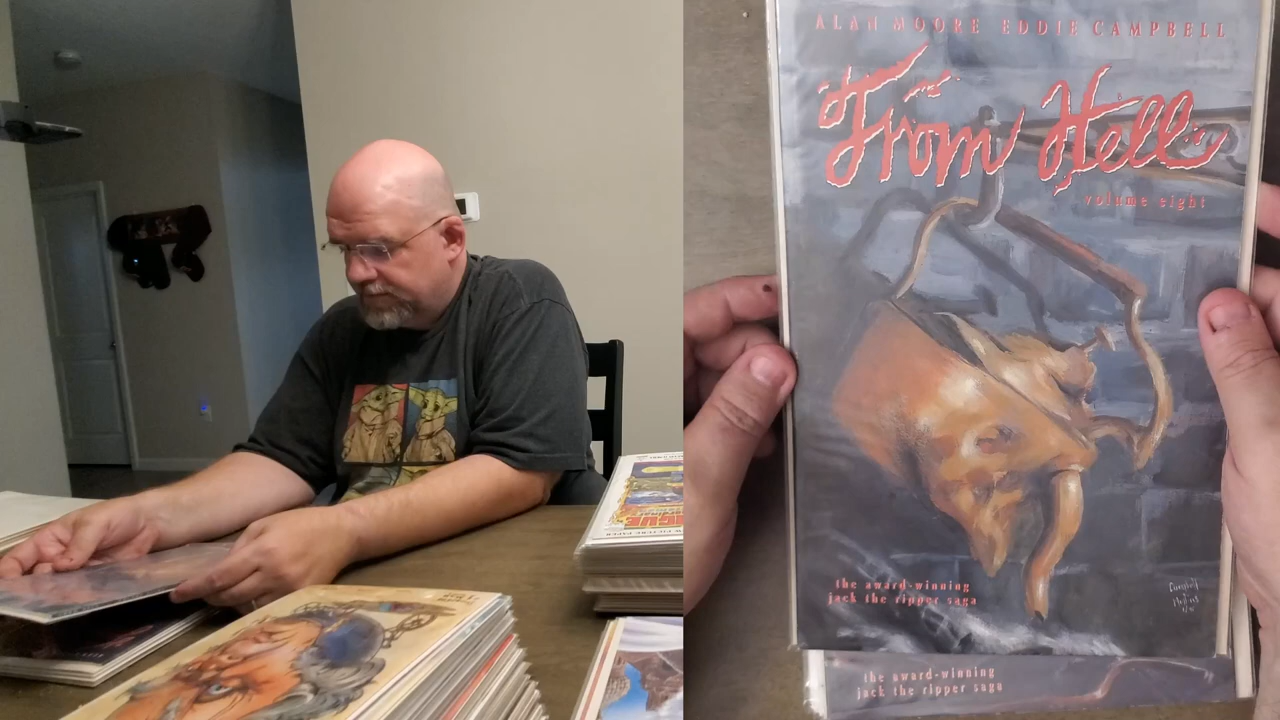 ALAN MOORE EDDIE CAMPBELL
From Hell
volume eight
the award-winning
jack the ripper saga
the award-winning
jack the ripper saga